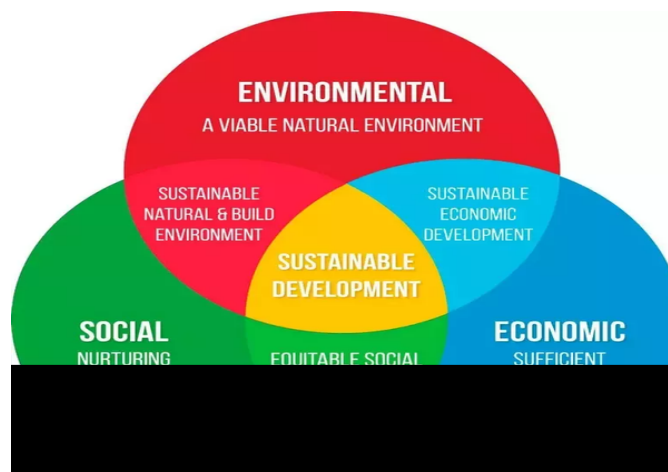 ENVIRONMENTAL
A VIABLE NATURAL ENVIRONMENT
SUSTAINABLE
NATURAL & BUILD
ENVIRONMENT
SUSTAINABLE
ECONOMIC
DEVELOPMENT
SUSTAINABLE
DEVELOPMENT
SOCIAL
NURTURING
EQUITABLE SOCIAL
ECONOMIC
SUFFICIENT